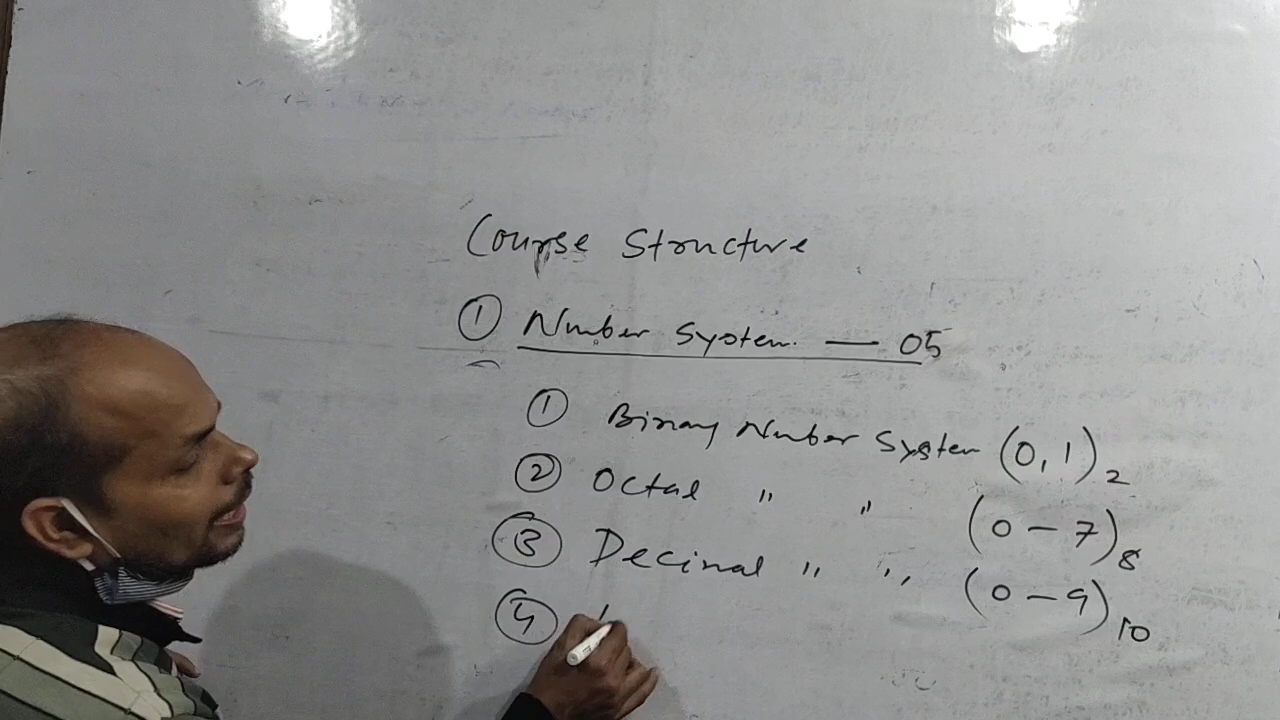 Course Structure
① Number System — 05
① Binary Number System (0, 1)₂
② Octal " " (0 – 7)₈
③ Decimal " " (0 – 9)₁₀
④